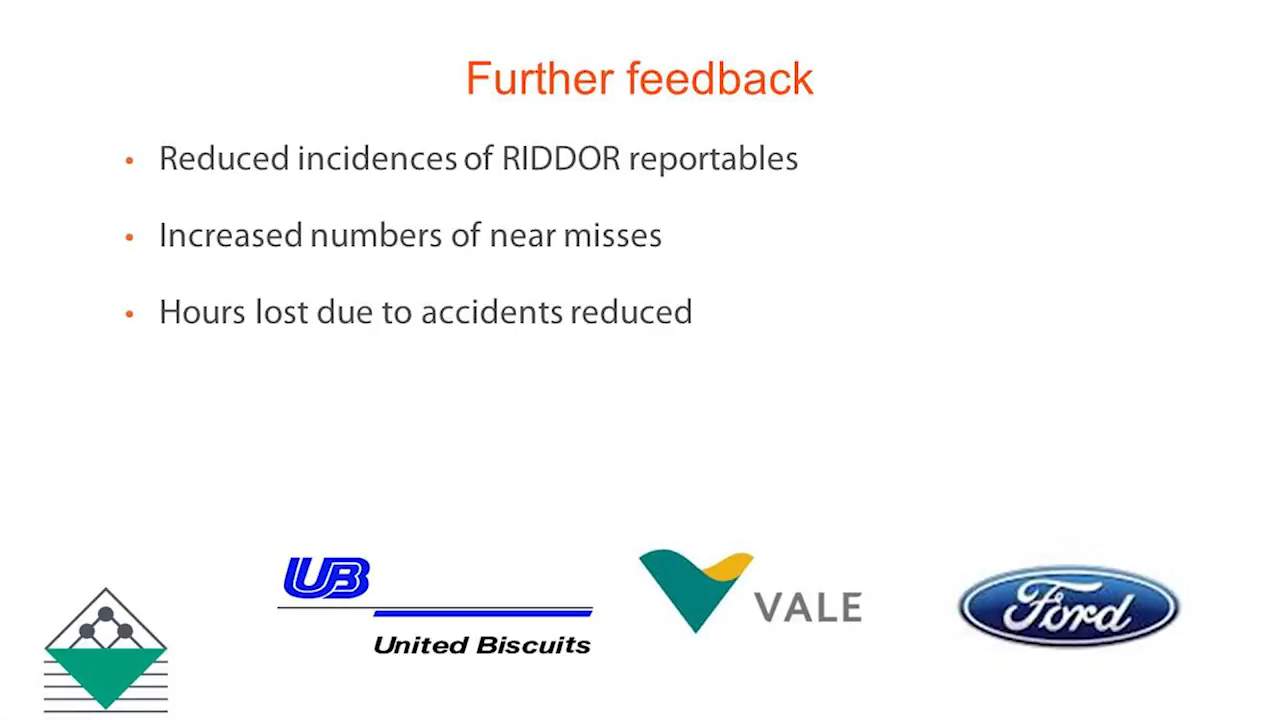 Further feedback
• Reduced incidences of RIDDOR reportables
• Increased numbers of near misses
• Hours lost due to accidents reduced
UB
United Biscuits
VALE
Ford